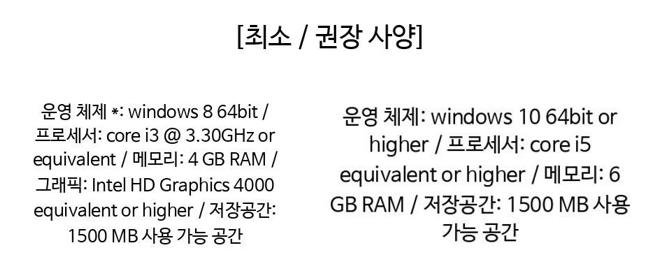 [최소 / 권장 사양]
운영 체제 *: windows 8 64bit /
프로세서: core i3 @ 3.30GHz or
equivalent / 메모리: 4 GB RAM /
그래픽: Intel HD Graphics 4000
equivalent or higher / 저장공간:
1500 MB 사용 가능 공간
운영 체제: windows 10 64bit or
higher / 프로세서: core i5
equivalent or higher / 메모리: 6
GB RAM / 저장공간: 1500 MB 사용
가능 공간